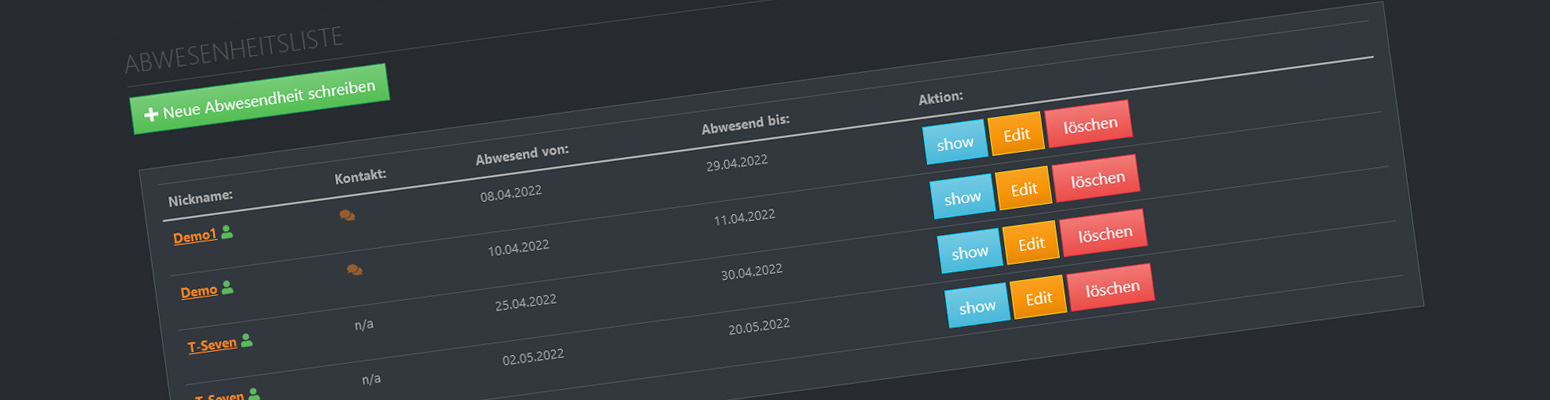 ABWESENHEITSLISTE
Neue Abwesendheit schreiben
Nickname: Kontakt: Abwesend von: Abwesend bis: Aktion:
Demo1 08.04.2022 29.04.2022 show Edit löschen
Demo 10.04.2022 11.04.2022 show Edit löschen
T-Seven n/a 25.04.2022 30.04.2022 show Edit löschen
T-Seven n/a 02.05.2022 20.05.2022 show Edit löschen